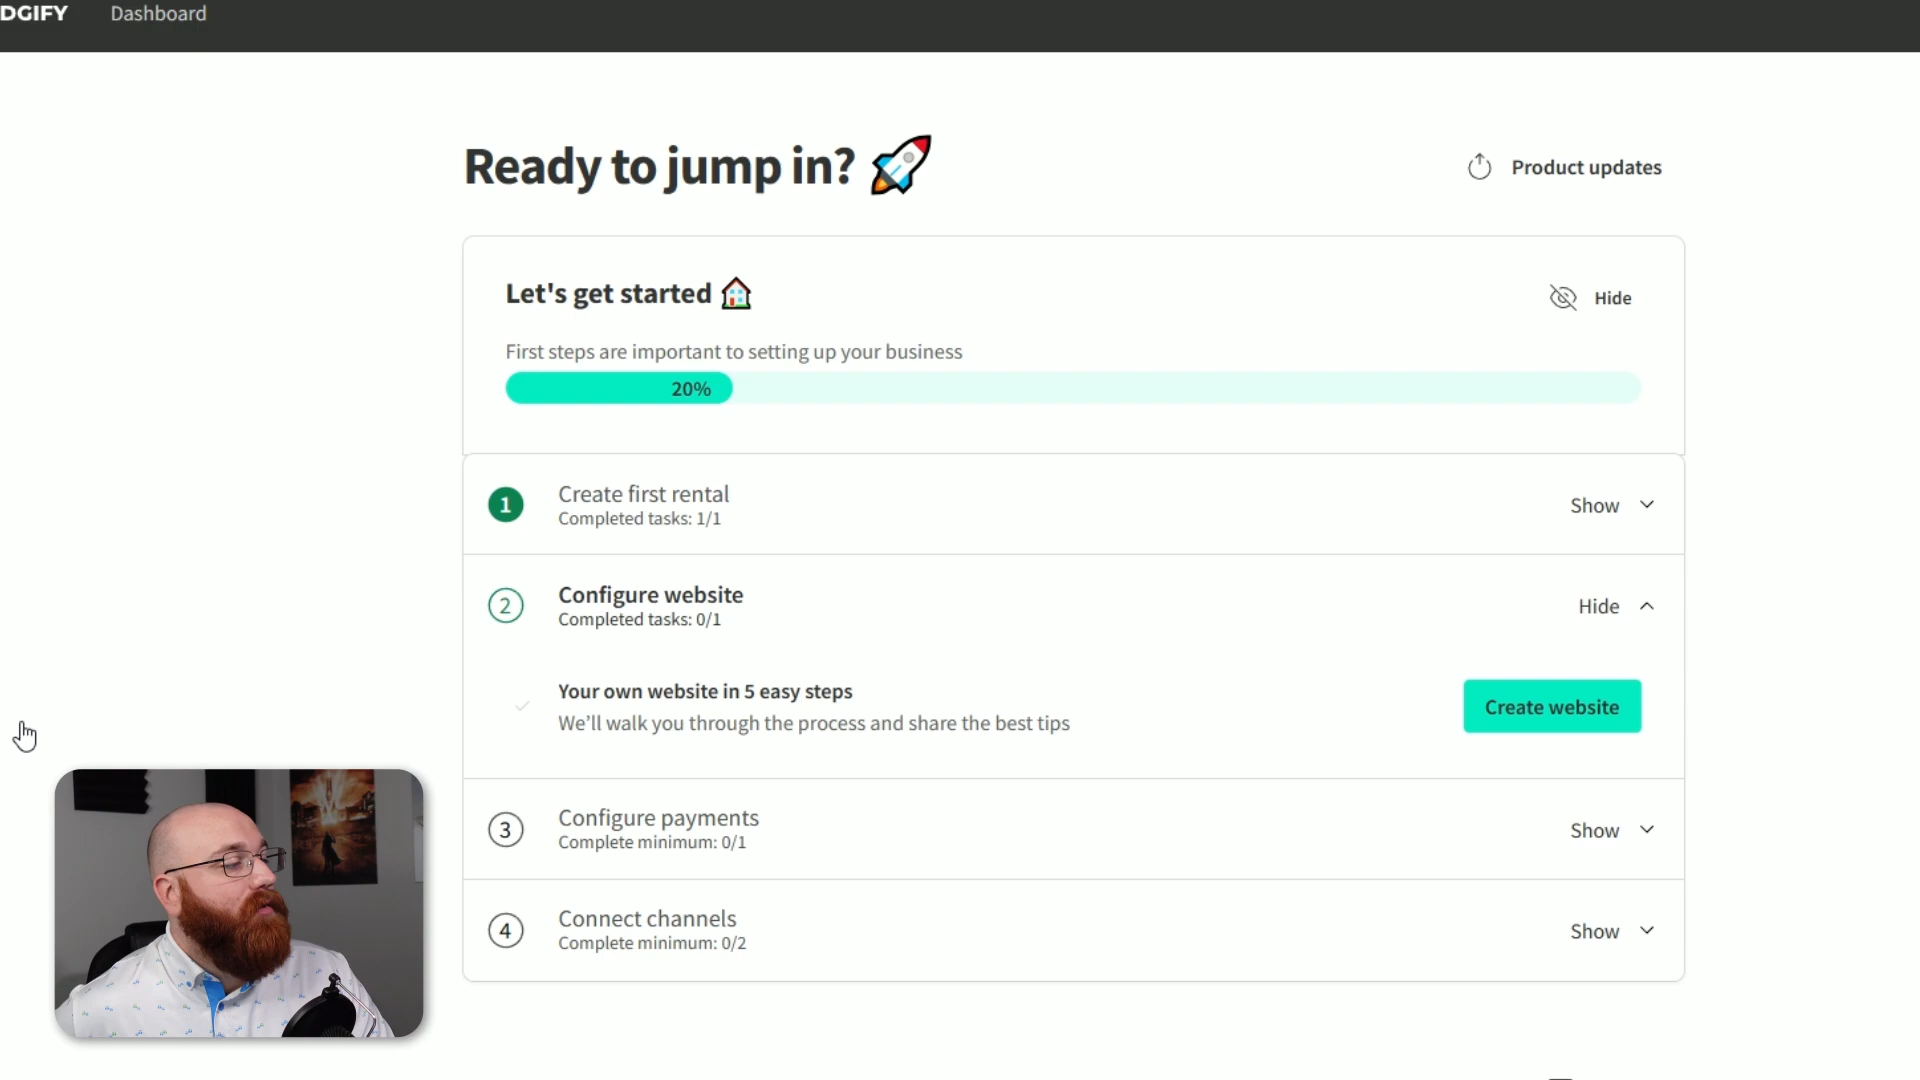 DGIFY Dashboard
Ready to jump in? 🚀
Product updates
Let's get started 🏠
Hide
First steps are important to setting up your business
20%
1
Create first rental
Completed tasks: 1/1
Show
2
Configure website
Completed tasks: 0/1
Hide
Your own website in 5 easy steps
We’ll walk you through the process and share the best tips
Create website
3
Configure payments
Complete minimum: 0/1
Show
4
Connect channels
Complete minimum: 0/2
Show